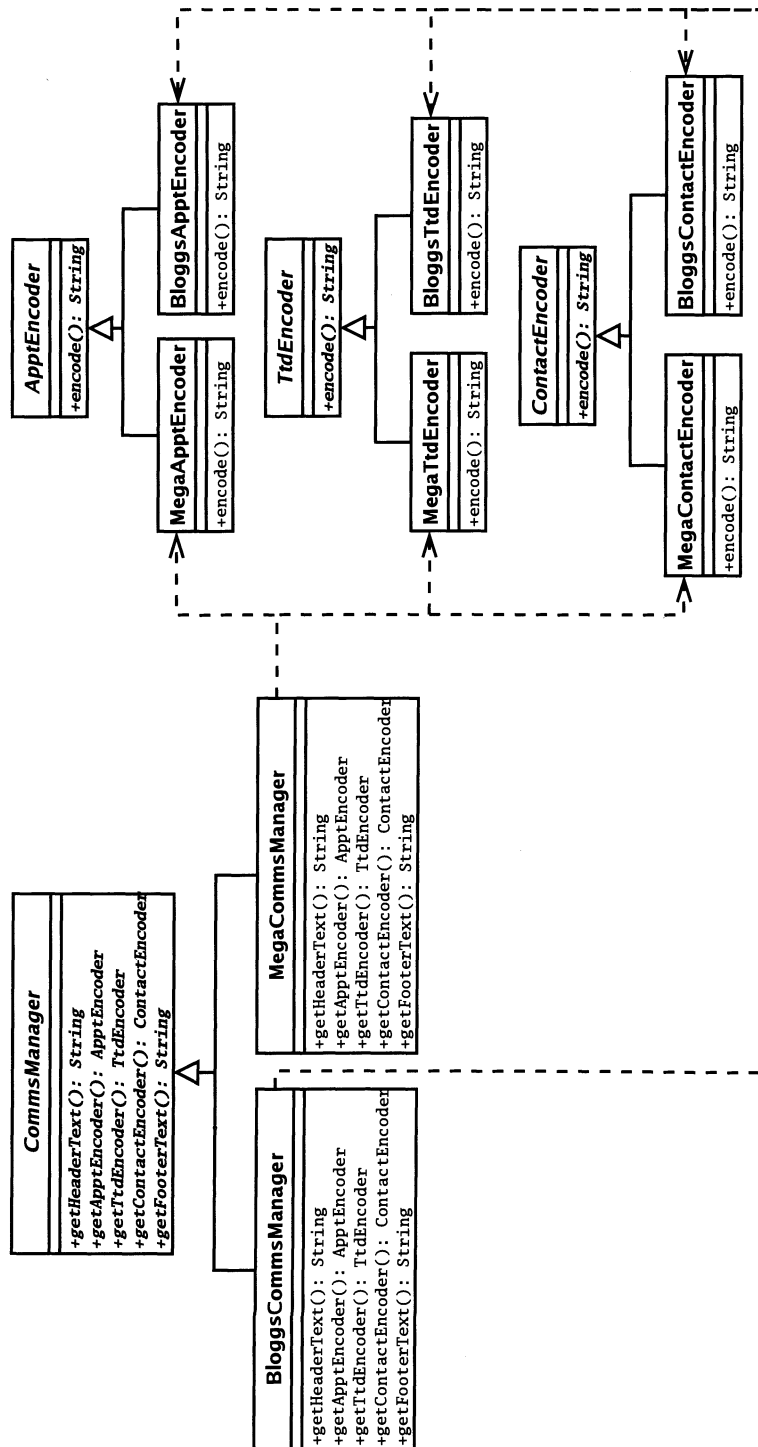 CommsManager
+getHeaderText(): String
+getApptEncoder(): ApptEncoder
+getTtdEncoder(): TtdEncoder
+getContactEncoder(): ContactEncoder
+getFooterText(): String
BloggsCommsManager
+getHeaderText(): String
+getApptEncoder(): ApptEncoder
+getTtdEncoder(): TtdEncoder
+getContactEncoder(): ContactEncoder
+getFooterText(): String
MegaCommsManager
+getHeaderText(): String
+getApptEncoder(): ApptEncoder
+getTtdEncoder(): TtdEncoder
+getContactEncoder(): ContactEncoder
+getFooterText(): String
ApptEncoder
+encode(): String
MegaApptEncoder
+encode(): String
BloggsApptEncoder
+encode(): String
TtdEncoder
+encode(): String
MegaTtdEncoder
+encode(): String
BloggsTtdEncoder
+encode(): String
ContactEncoder
+encode(): String
MegaContactEncoder
+encode(): String
BloggsContactEncoder
+encode(): String